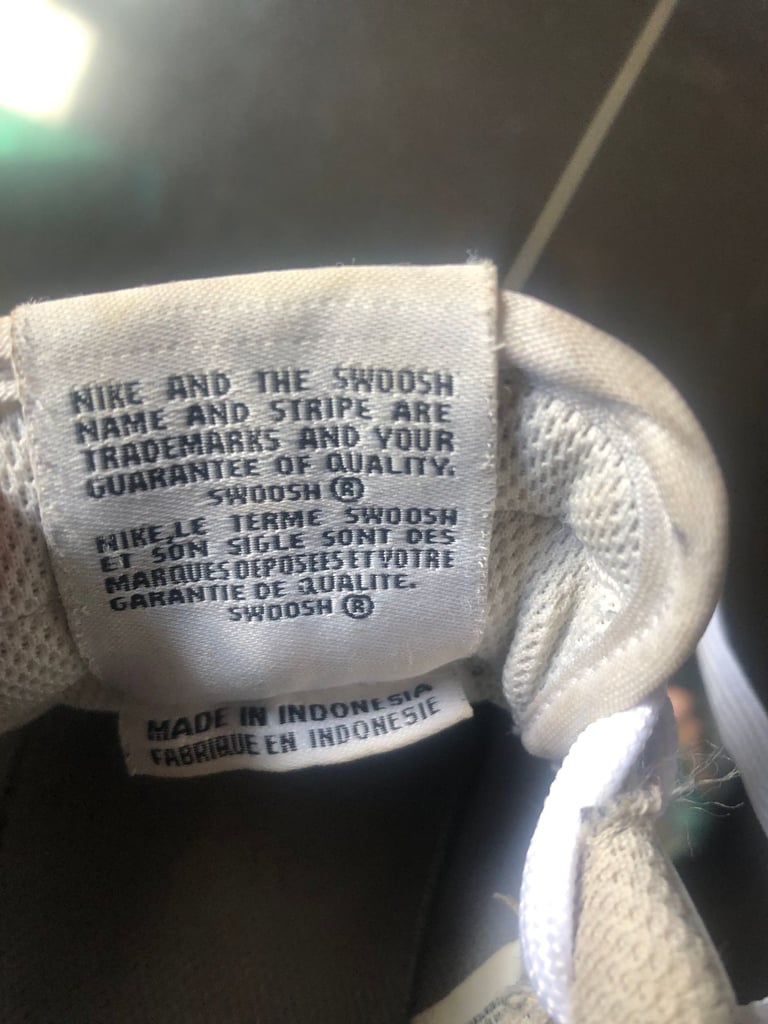 NIKE AND THE SWOOSH
NAME AND STRIPE ARE
TRADEMARKS AND YOUR
GUARANTEE OF QUALITY.
SWOOSH ®
NIKE,LE TERME SWOOSH
ET SON SIGLE SONT DES
MARQUES DEPOSEES ET VOTRE
GARANTIE DE QUALITE.
SWOOSH ®
MADE IN INDONESIA
FABRIQUE EN INDONESIE